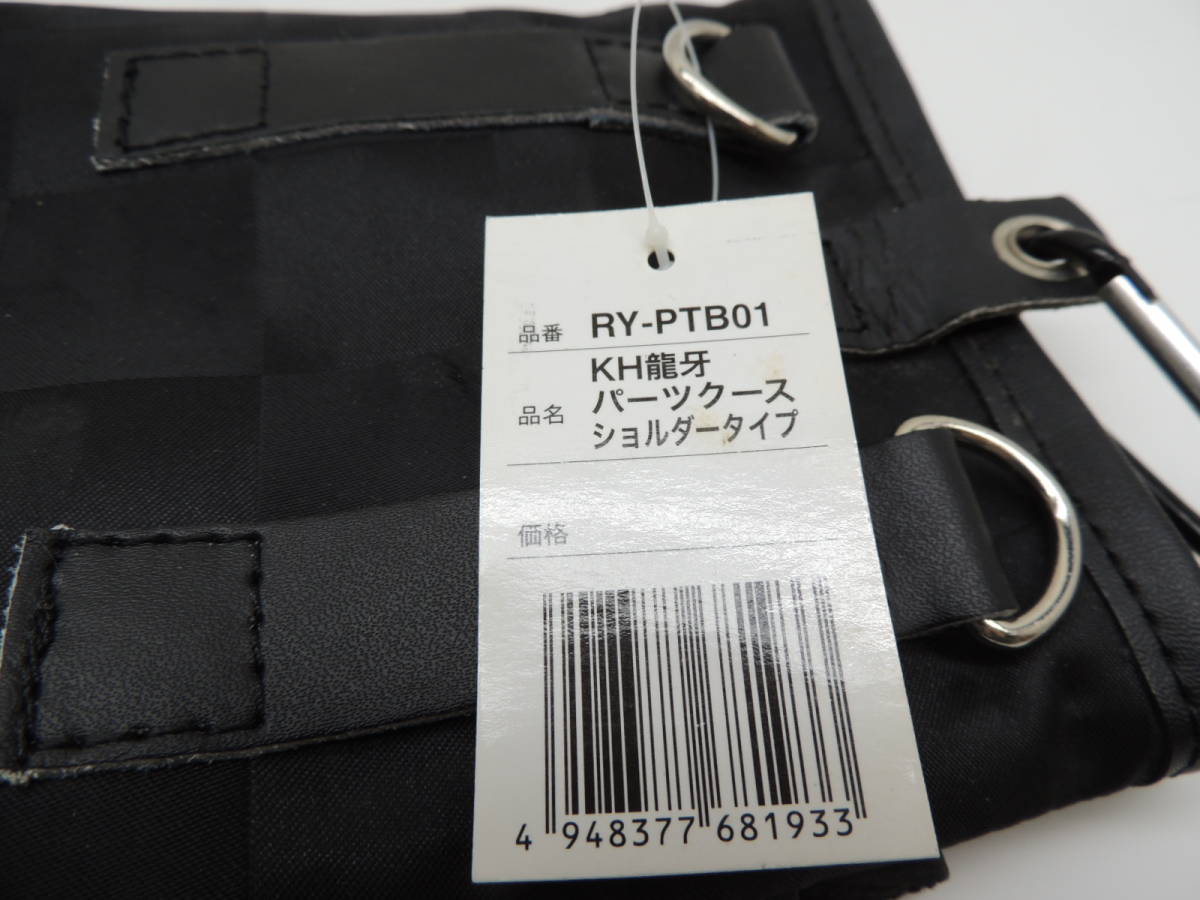 品番 RY-PTB01
品名 KH龍牙
パーツケース
ショルダータイプ
価格
4 948377 681933